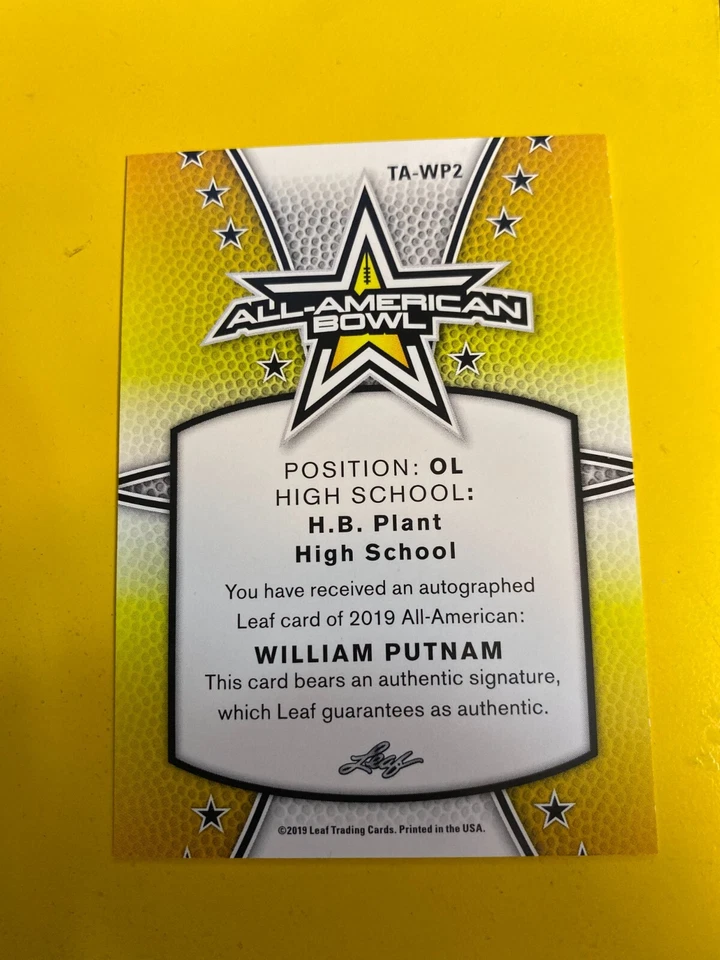 TA-WP2
ALL-AMERICAN
BOWL
POSITION: OL
HIGH SCHOOL:
H.B. Plant
High School
You have received an autographed
Leaf card of 2019 All-American:
WILLIAM PUTNAM
This card bears an authentic signature,
which Leaf guarantees as authentic.
Leaf
©2019 Leaf Trading Cards. Printed in the USA.